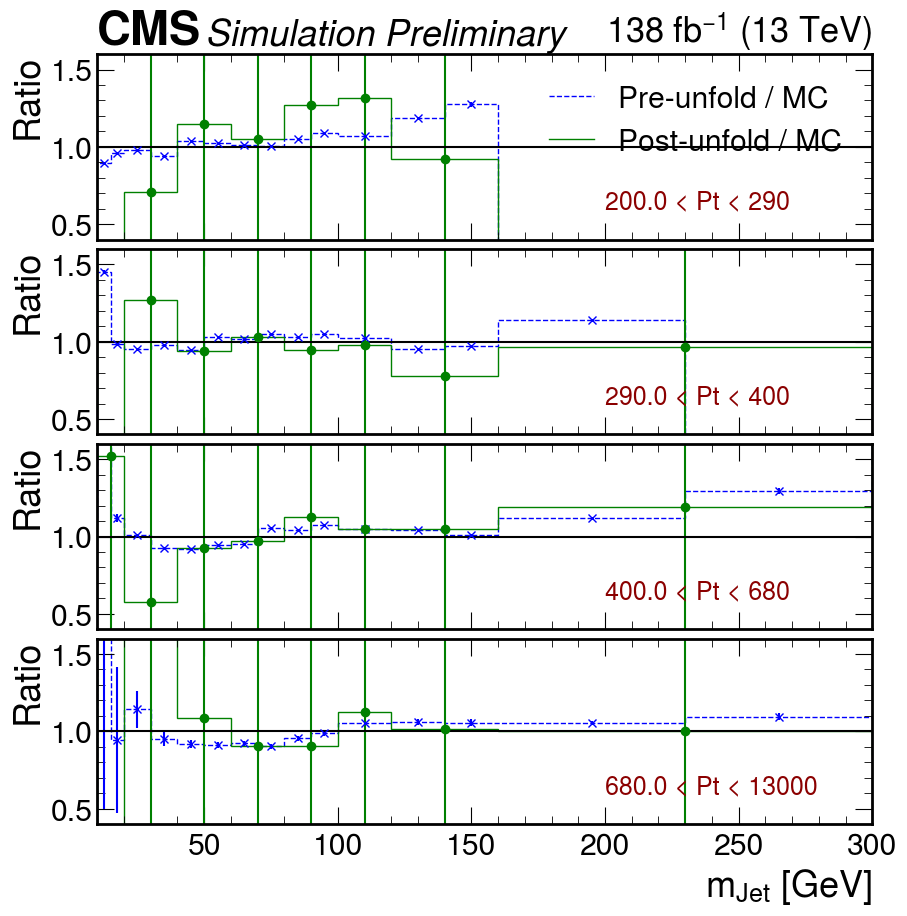 CMS Simulation Preliminary 138 fb⁻¹ (13 TeV)
Ratio
1.5
1.0
0.5
Pre-unfold / MC
Post-unfold / MC
200.0 < Pt < 290
Ratio
1.5
1.0
0.5
290.0 < Pt < 400
Ratio
1.5
1.0
0.5
400.0 < Pt < 680
Ratio
1.5
1.0
0.5
680.0 < Pt < 13000
50 100 150 200 250 300
m_Jet [GeV]